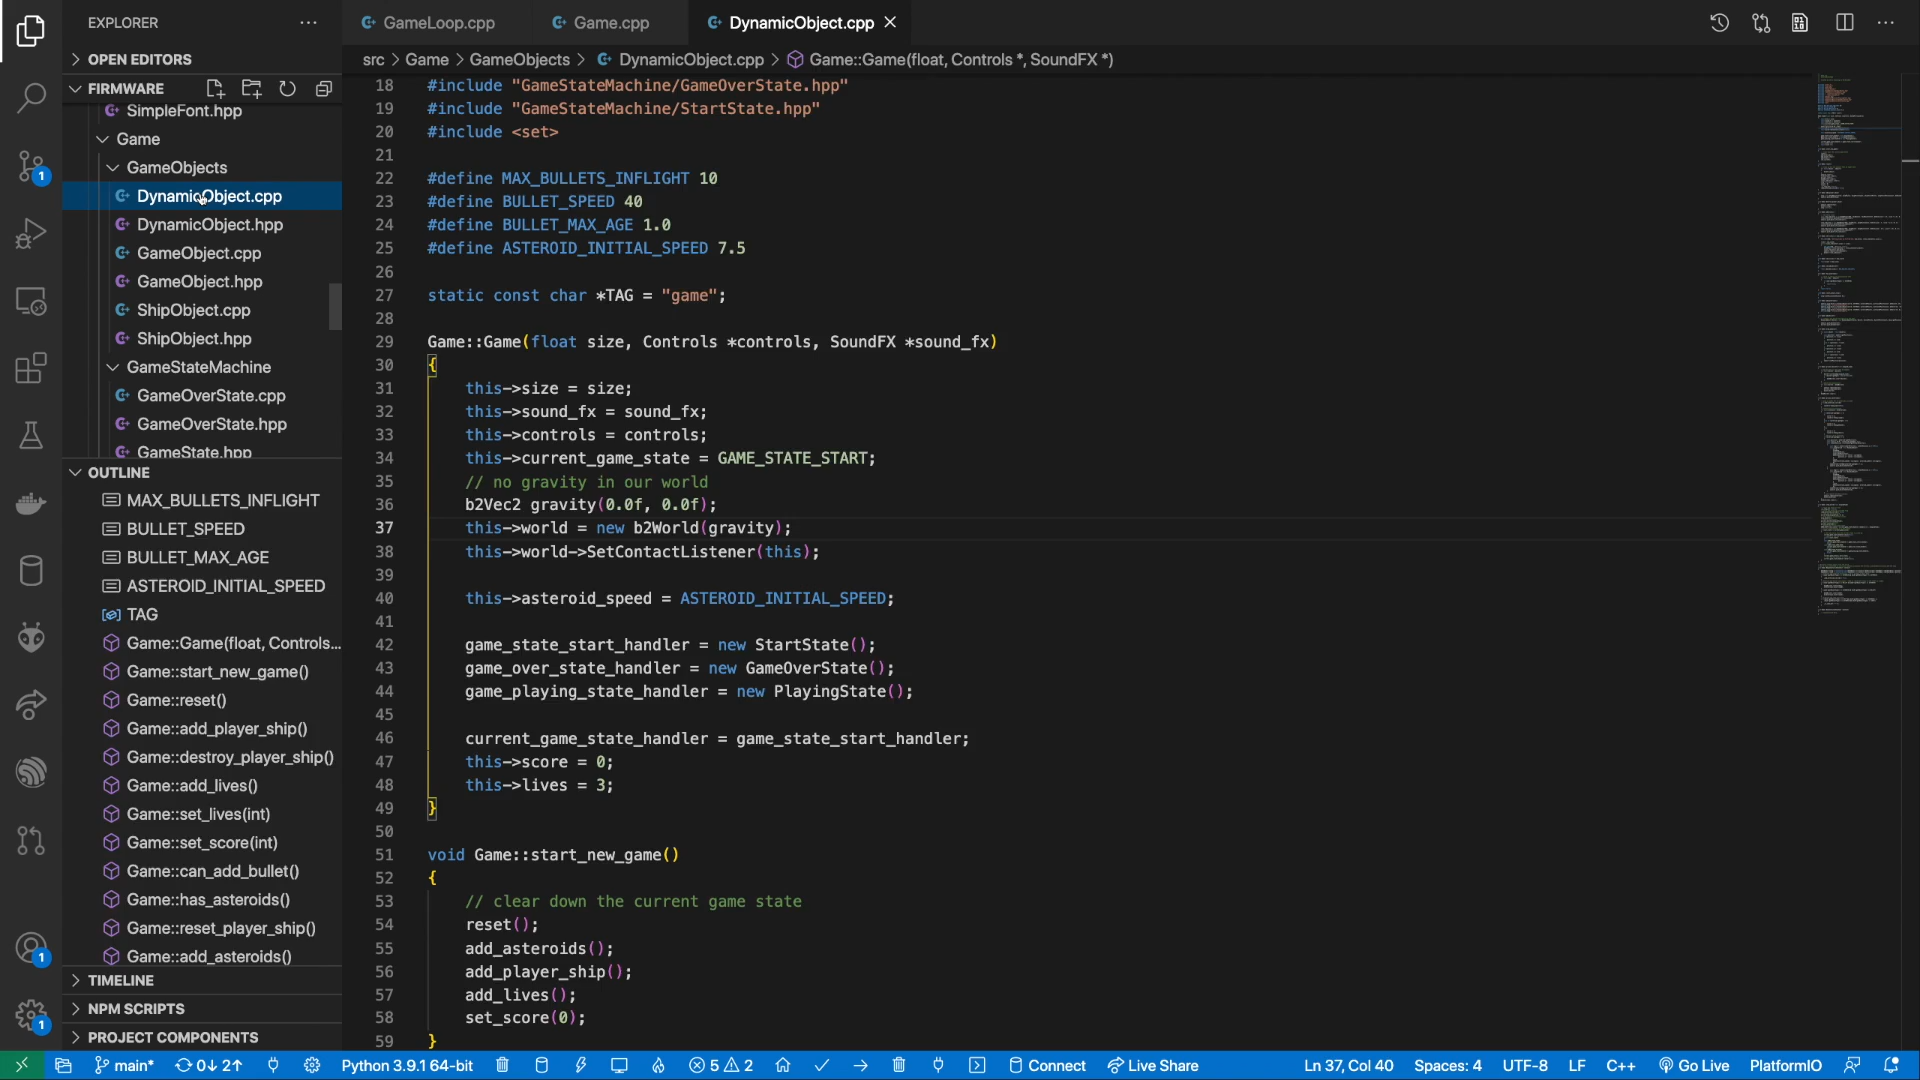 EXPLORER
GameLoop.cpp
Game.cpp
DynamicObject.cpp
OPEN EDITORS
src > Game > GameObjects > DynamicObject.cpp > Game::Game(float, Controls *, SoundFX *)
FIRMWARE
SimpleFont.hpp
Game
GameObjects
DynamicObject.cpp
DynamicObject.hpp
GameObject.cpp
GameObject.hpp
ShipObject.cpp
ShipObject.hpp
GameStateMachine
GameOverState.cpp
GameOverState.hpp
GameState.hpp
OUTLINE
MAX_BULLETS_INFLIGHT
BULLET_SPEED
BULLET_MAX_AGE
ASTEROID_INITIAL_SPEED
TAG
Game::Game(float, Controls...
Game::start_new_game()
Game::reset()
Game::add_player_ship()
Game::destroy_player_ship()
Game::add_lives()
Game::set_lives(int)
Game::set_score(int)
Game::can_add_bullet()
Game::has_asteroids()
Game::reset_player_ship()
Game::add_asteroids()
TIMELINE
NPM SCRIPTS
PROJECT COMPONENTS
1
1
1
18 #include "GameStateMachine/GameOverState.hpp"
19 #include "GameStateMachine/StartState.hpp"
20 #include <set>
21
22 #define MAX_BULLETS_INFLIGHT 10
23 #define BULLET_SPEED 40
24 #define BULLET_MAX_AGE 1.0
25 #define ASTEROID_INITIAL_SPEED 7.5
26
27 static const char *TAG = "game";
28
29 Game::Game(float size, Controls *controls, SoundFX *sound_fx)
30 {
31 this->size = size;
32 this->sound_fx = sound_fx;
33 this->controls = controls;
34 this->current_game_state = GAME_STATE_START;
35 // no gravity in our world
36 b2Vec2 gravity(0.0f, 0.0f);
37 this->world = new b2World(gravity);
38 this->world->SetContactListener(this);
39
40 this->asteroid_speed = ASTEROID_INITIAL_SPEED;
41
42 game_state_start_handler = new StartState();
43 game_over_state_handler = new GameOverState();
44 game_playing_state_handler = new PlayingState();
45
46 current_game_state_handler = game_state_start_handler;
47 this->score = 0;
48 this->lives = 3;
49 }
50
51 void Game::start_new_game()
52 {
53 // clear down the current game state
54 reset();
55 add_asteroids();
56 add_player_ship();
57 add_lives();
58 set_score(0);
59 }
main* 0↓ 2↑ Python 3.9.1 64-bit 5 2 Connect Live Share Ln 37, Col 40 Spaces: 4 UTF-8 LF C++ Go Live PlatformIO